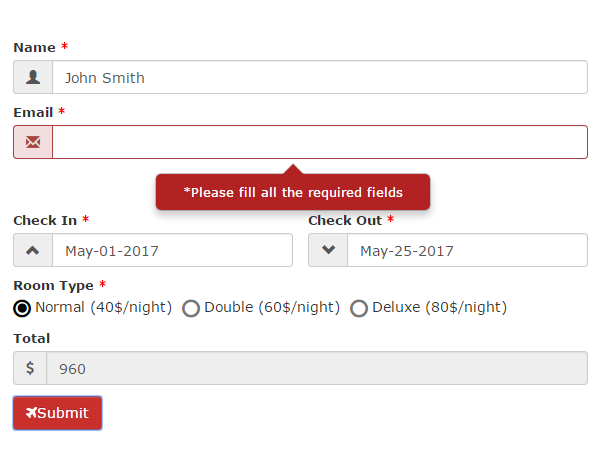 Name *
John Smith
Email *
*Please fill all the required fields
Check In *
Check Out *
May-01-2017
May-25-2017
Room Type *
Normal (40$/night) Double (60$/night) Deluxe (80$/night)
Total
$ 960
Submit